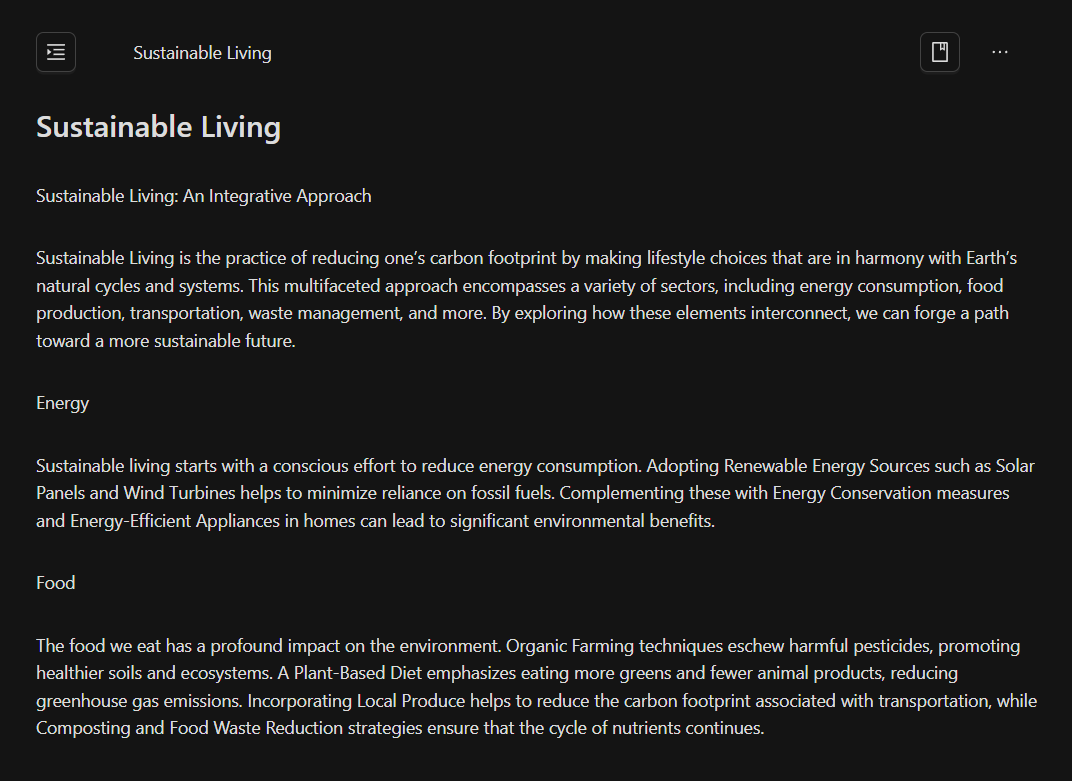 Sustainable Living
Sustainable Living
Sustainable Living: An Integrative Approach
Sustainable Living is the practice of reducing one’s carbon footprint by making lifestyle choices that are in harmony with Earth’s
natural cycles and systems. This multifaceted approach encompasses a variety of sectors, including energy consumption, food
production, transportation, waste management, and more. By exploring how these elements interconnect, we can forge a path
toward a more sustainable future.
Energy
Sustainable living starts with a conscious effort to reduce energy consumption. Adopting Renewable Energy Sources such as Solar
Panels and Wind Turbines helps to minimize reliance on fossil fuels. Complementing these with Energy Conservation measures
and Energy-Efficient Appliances in homes can lead to significant environmental benefits.
Food
The food we eat has a profound impact on the environment. Organic Farming techniques eschew harmful pesticides, promoting
healthier soils and ecosystems. A Plant-Based Diet emphasizes eating more greens and fewer animal products, reducing
greenhouse gas emissions. Incorporating Local Produce helps to reduce the carbon footprint associated with transportation, while
Composting and Food Waste Reduction strategies ensure that the cycle of nutrients continues.